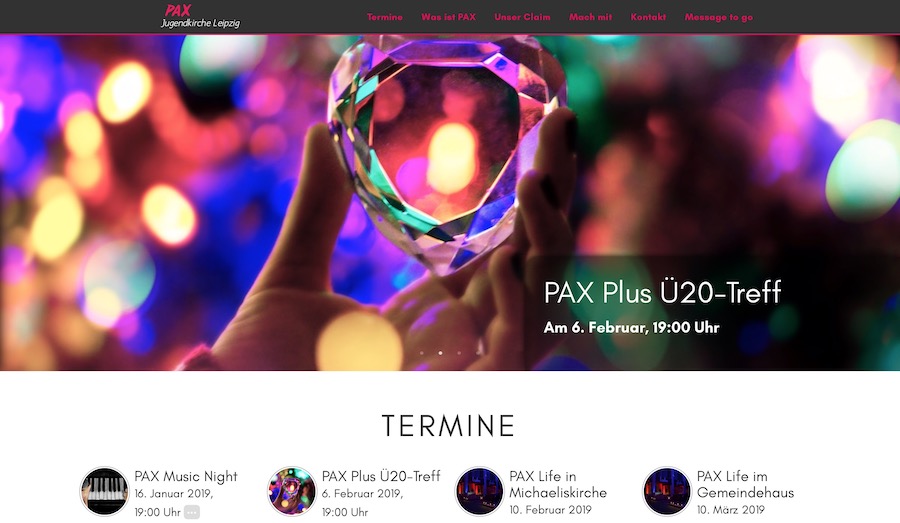 PAX
Jugendkirche Leipzig
Termine Was ist PAX Unser Claim Mach mit Kontakt Message to go
PAX Plus Ü20-Treff
Am 6. Februar, 19:00 Uhr
TERMINE
PAX Music Night
16. Januar 2019,
19:00 Uhr
PAX Plus Ü20-Treff
6. Februar 2019,
19:00 Uhr
PAX Life in
Michaeliskirche
10. Februar 2019
PAX Life im
Gemeindehaus
10. März 2019